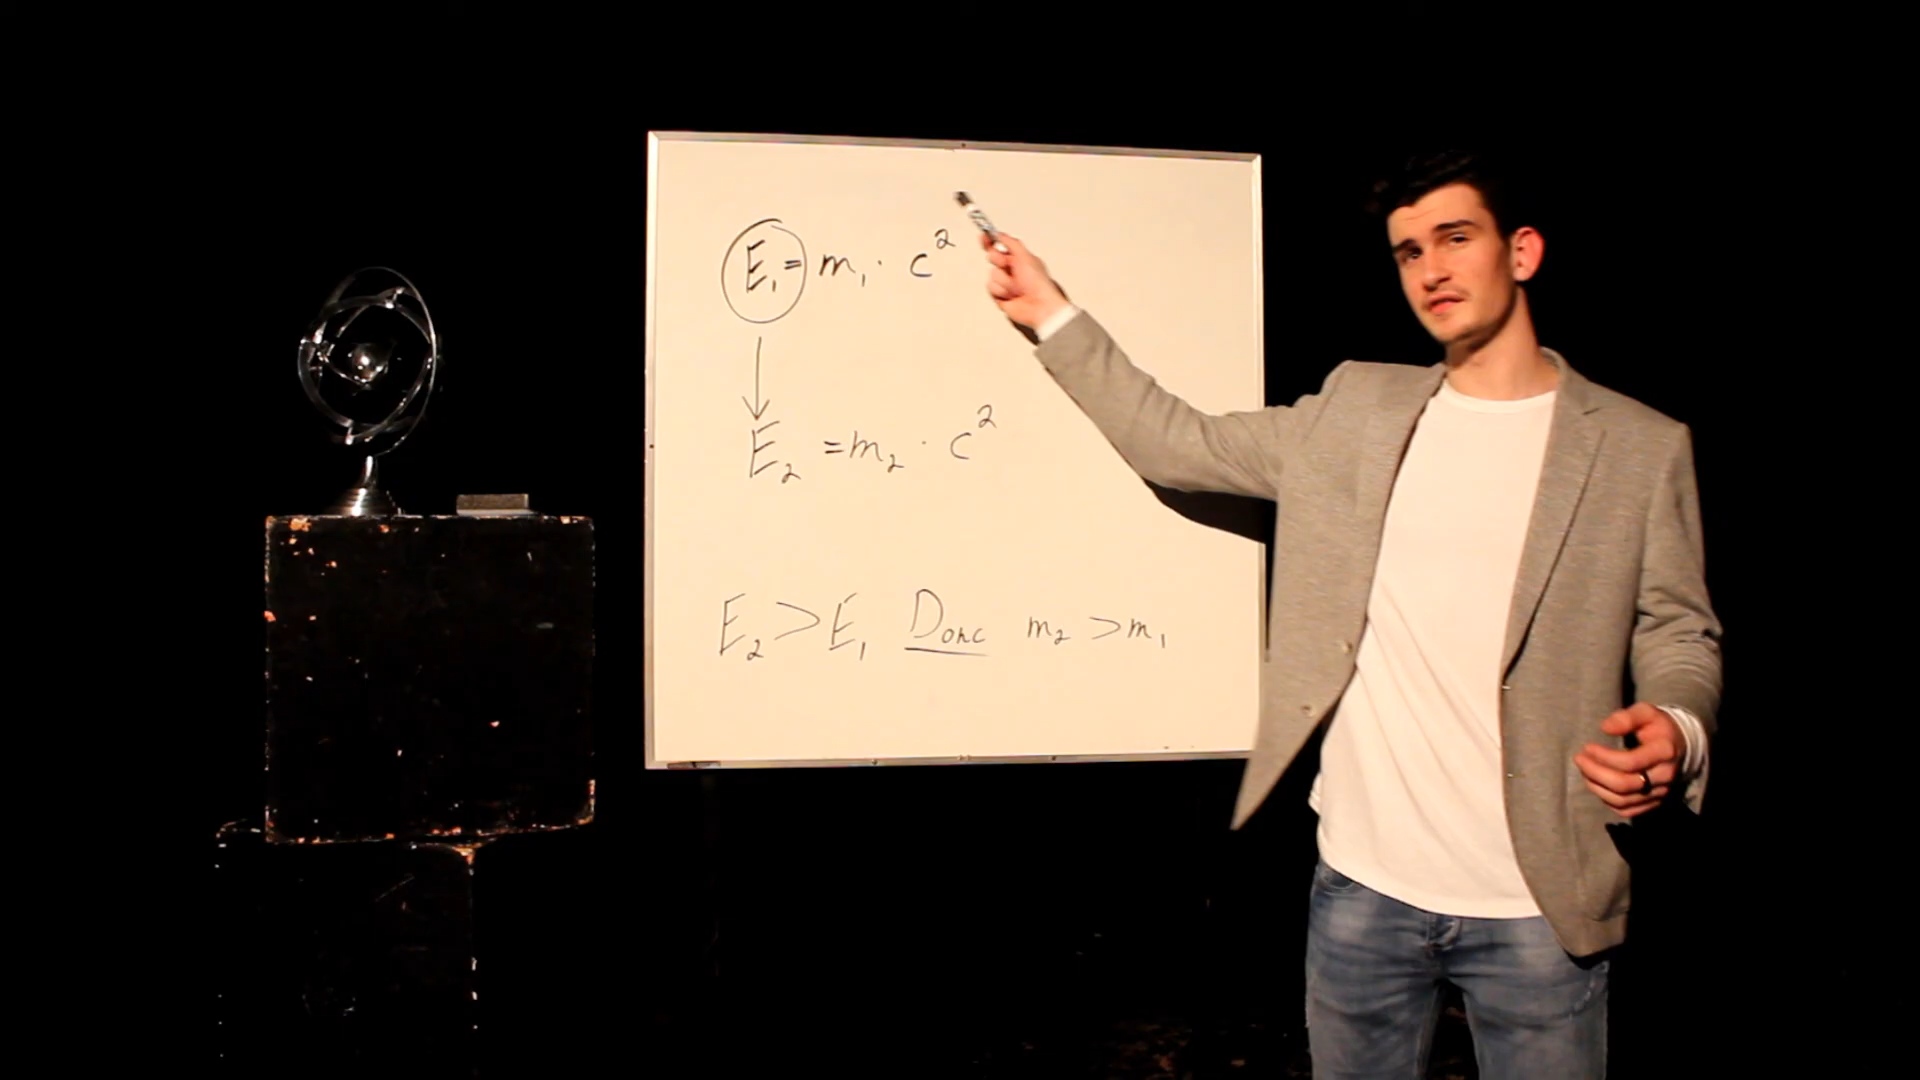 E₁ = m₁ · c²
E₂ = m₂ · c²
E₂ > E₁ Donc m₂ > m₁